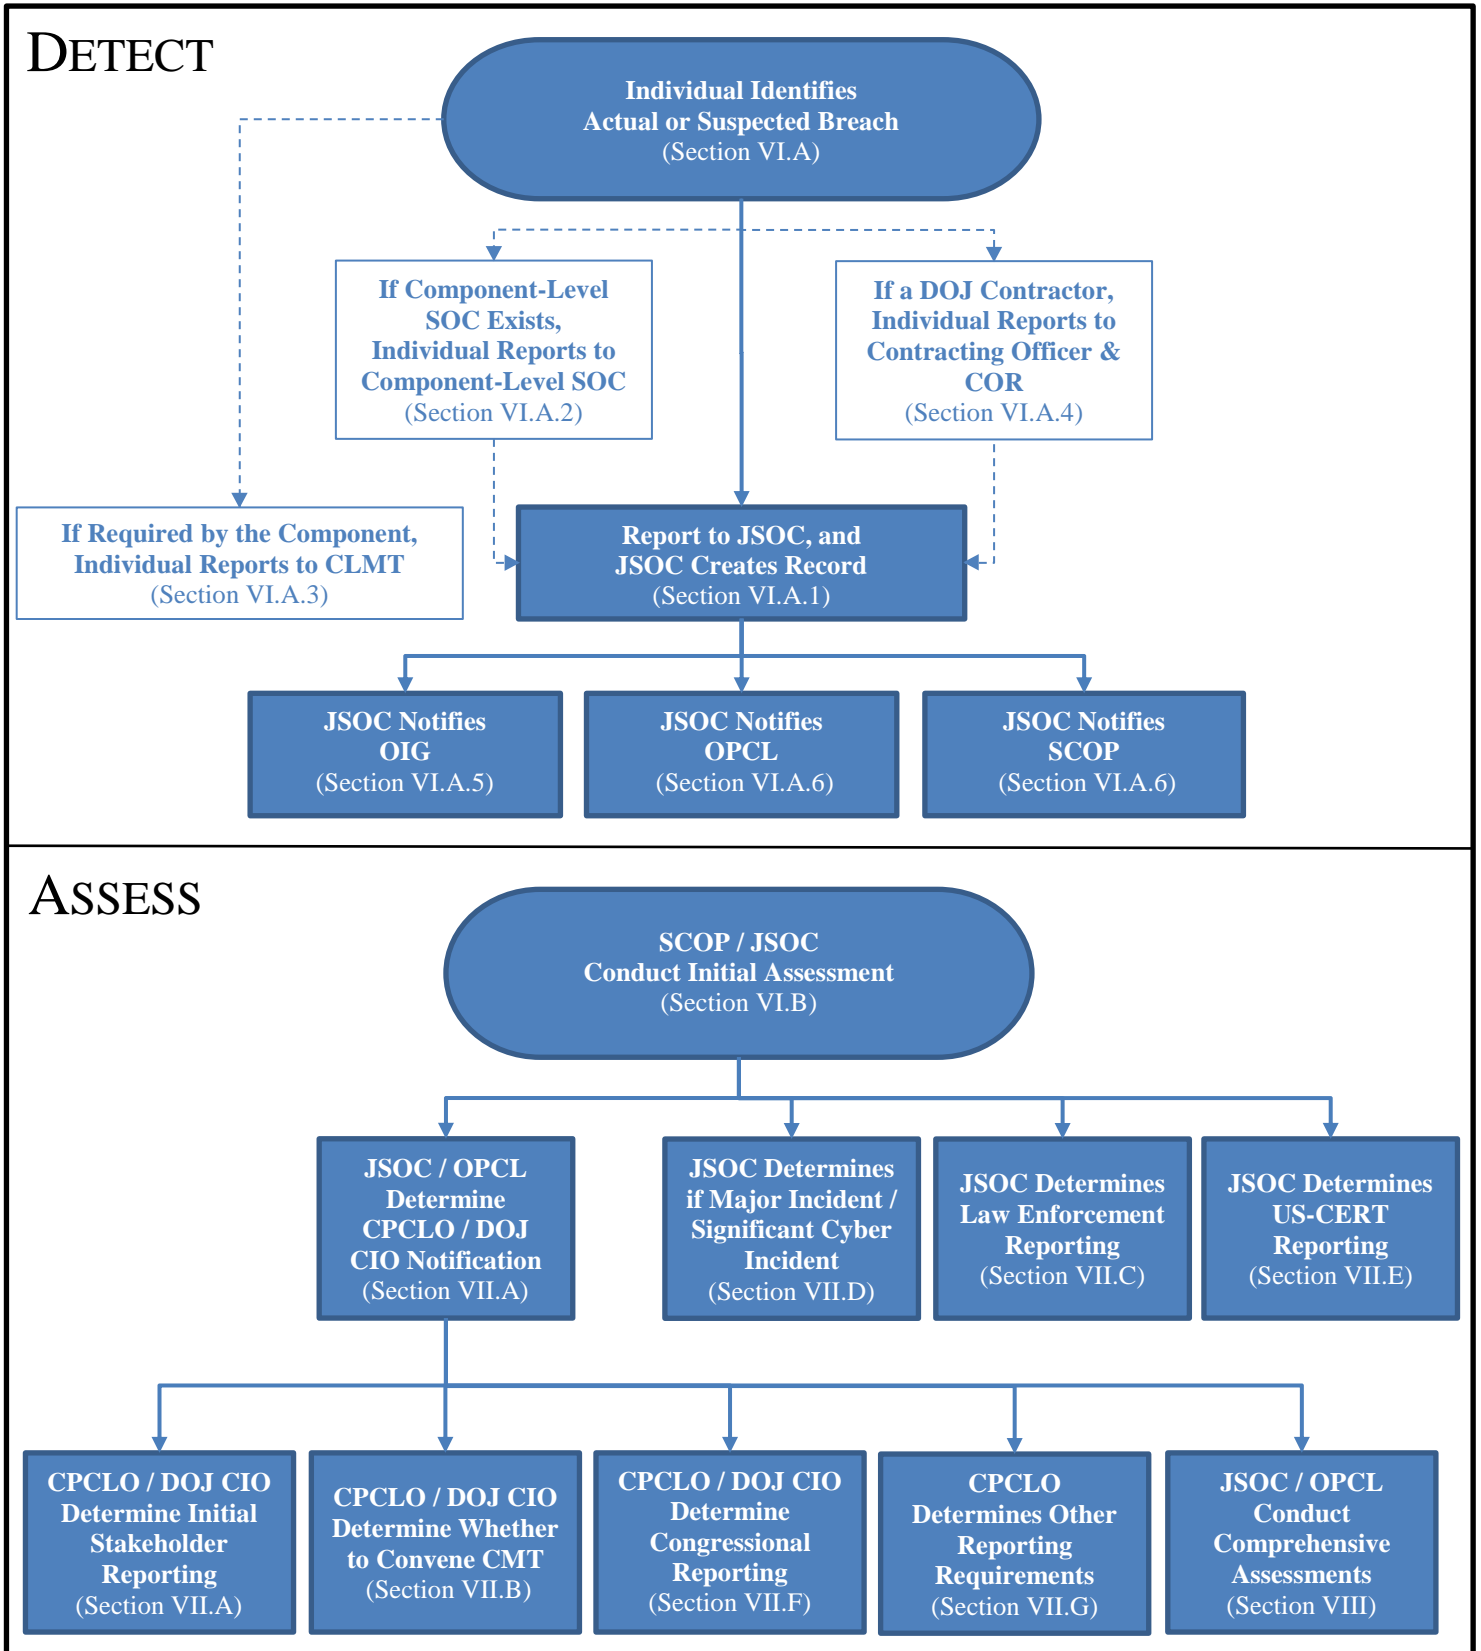 DETECT
Individual Identifies
Actual or Suspected Breach
(Section VI.A)
If Component-Level
SOC Exists,
Individual Reports to
Component-Level SOC
(Section VI.A.2)
If a DOJ Contractor,
Individual Reports to
Contracting Officer &
COR
(Section VI.A.4)
If Required by the Component,
Individual Reports to CLMT
(Section VI.A.3)
Report to JSOC, and
JSOC Creates Record
(Section VI.A.1)
JSOC Notifies
OIG
(Section VI.A.5)
JSOC Notifies
OPCL
(Section VI.A.6)
JSOC Notifies
SCOP
(Section VI.A.6)
ASSESS
SCOP / JSOC
Conduct Initial Assessment
(Section VI.B)
JSOC / OPCL
Determine
CPCLO / DOJ
CIO Notification
(Section VII.A)
JSOC Determines
if Major Incident /
Significant Cyber
Incident
(Section VII.D)
JSOC Determines
Law Enforcement
Reporting
(Section VII.C)
JSOC Determines
US-CERT
Reporting
(Section VII.E)
CPCLO / DOJ CIO
Determine Initial
Stakeholder
Reporting
(Section VII.A)
CPCLO / DOJ CIO
Determine Whether
to Convene CMT
(Section VII.B)
CPCLO / DOJ CIO
Determine
Congressional
Reporting
(Section VII.F)
CPCLO
Determines Other
Reporting
Requirements
(Section VII.G)
JSOC / OPCL
Conduct
Comprehensive
Assessments
(Section VIII)